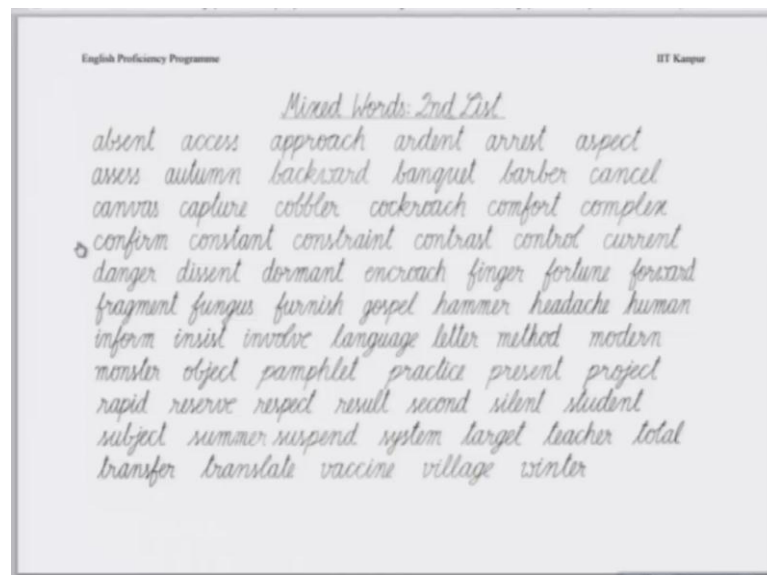 English Proficiency Programme IIT Kanpur
Mixed Words: 2nd List
absent access approach ardent arrest aspect
assess autumn backward banquet barber cancel
canvas capture cobbler cockroach comfort complex
confirm constant constraint contrast control current
danger dissent dormant encroach finger fortune forward
fragment fungus furnish gospel hammer headache human
inform insist involve language letter method modern
monster object pamphlet practice present project
rapid reserve respect result second silent student
subject summer suspend system target teacher total
transfer translate vaccine village winter